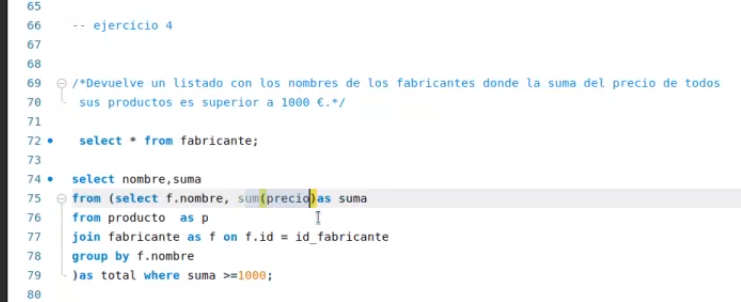 65
66 -- ejercicio 4
67
68
69 /*Devuelve un listado con los nombres de los fabricantes donde la suma del precio de todos
70 sus productos es superior a 1000 €.*/
71
72 select * from fabricante;
73
74 select nombre,suma
75 from (select f.nombre, sum(precio)as suma
76 from producto  as p
77 join fabricante as f on f.id = id_fabricante
78 group by f.nombre
79 )as total where suma >=1000;
80